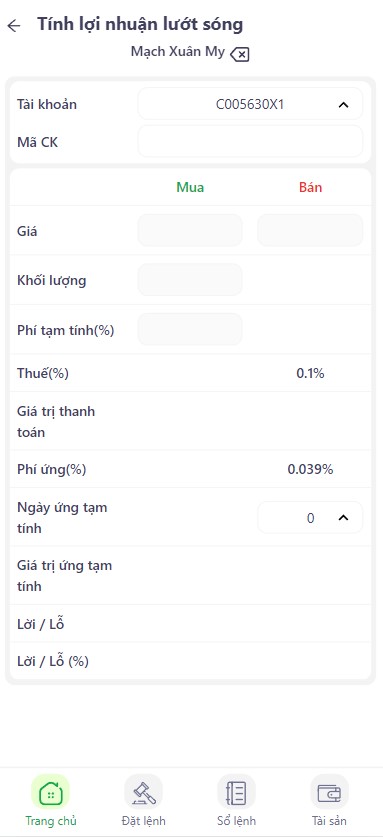 Tính lợi nhuận lướt sóng
Mạch Xuân My
Tài khoản C005630X1
Mã CK
Mua Bán
Giá
Khối lượng
Phí tạm tính(%)
Thuế(%) 0.1%
Giá trị thanh
toán
Phí ứng(%) 0.039%
Ngày ứng tạm
tính 0
Giá trị ứng tạm
tính
Lời / Lỗ
Lời / Lỗ (%)
Trang chủ Đặt lệnh Sổ lệnh Tài sản